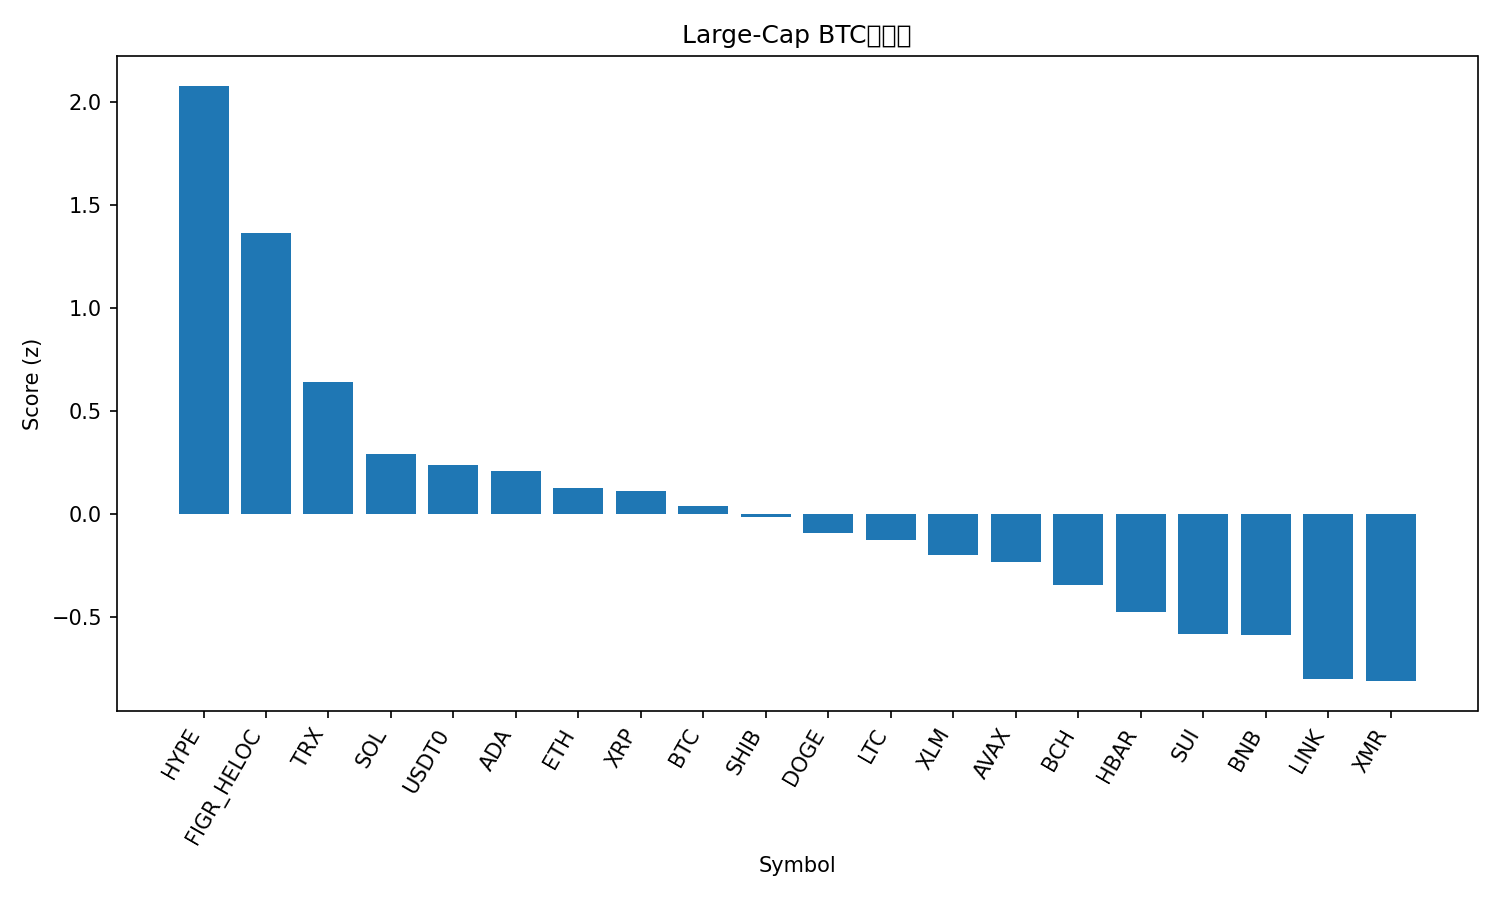 Large-Cap BTC
2.0
1.5
1.0
0.5
0.0
−0.5
Score (z)
HYPE
FIGR_HELOC
TRX
SOL
USDT0
ADA
ETH
XRP
BTC
SHIB
DOGE
LTC
XLM
AVAX
BCH
HBAR
SUI
BNB
LINK
XMR
Symbol